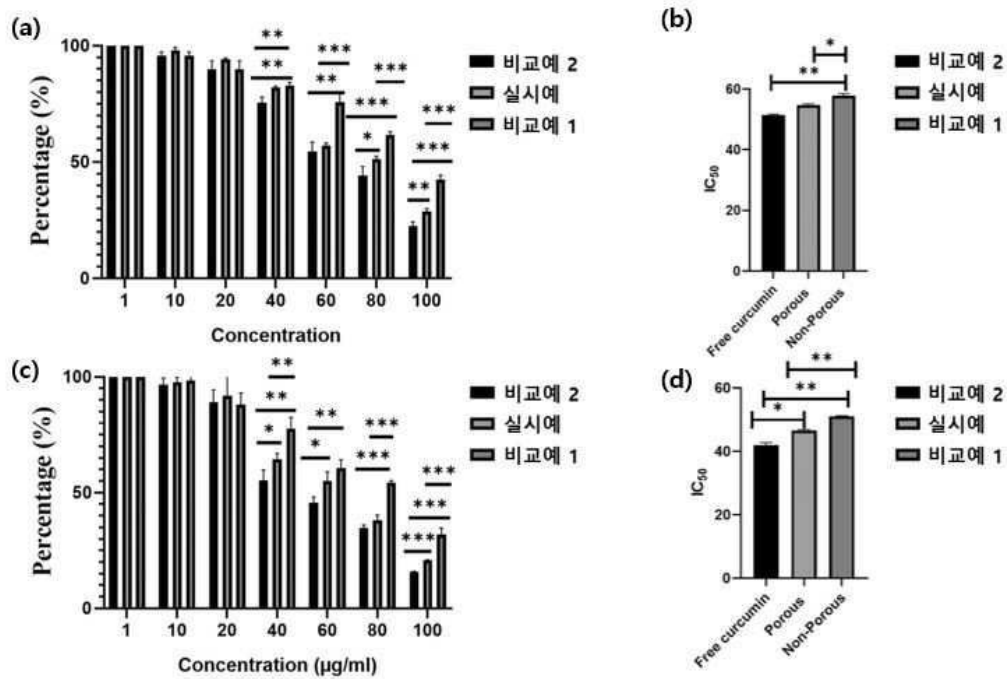 (a)
Percentage (%)
100
50
0
** **
*** **
*** *** *
*** *** **
1 10 20 40 60 80 100
Concentration
비교예 2
실시예
비교예 1
(b)
IC50
60
40
20
0
*
**
Free curcumin Porous Non-Porous
비교예 2
실시예
비교예 1
(c)
Percentage (%)
100
50
0
** ** *
** *
*** ***
*** *** ***
1 10 20 40 60 80 100
Concentration (µg/ml)
비교예 2
실시예
비교예 1
(d)
IC50
60
40
20
0
**
**
*
Free curcumin Porous Non-Porous
비교예 2
실시예
비교예 1